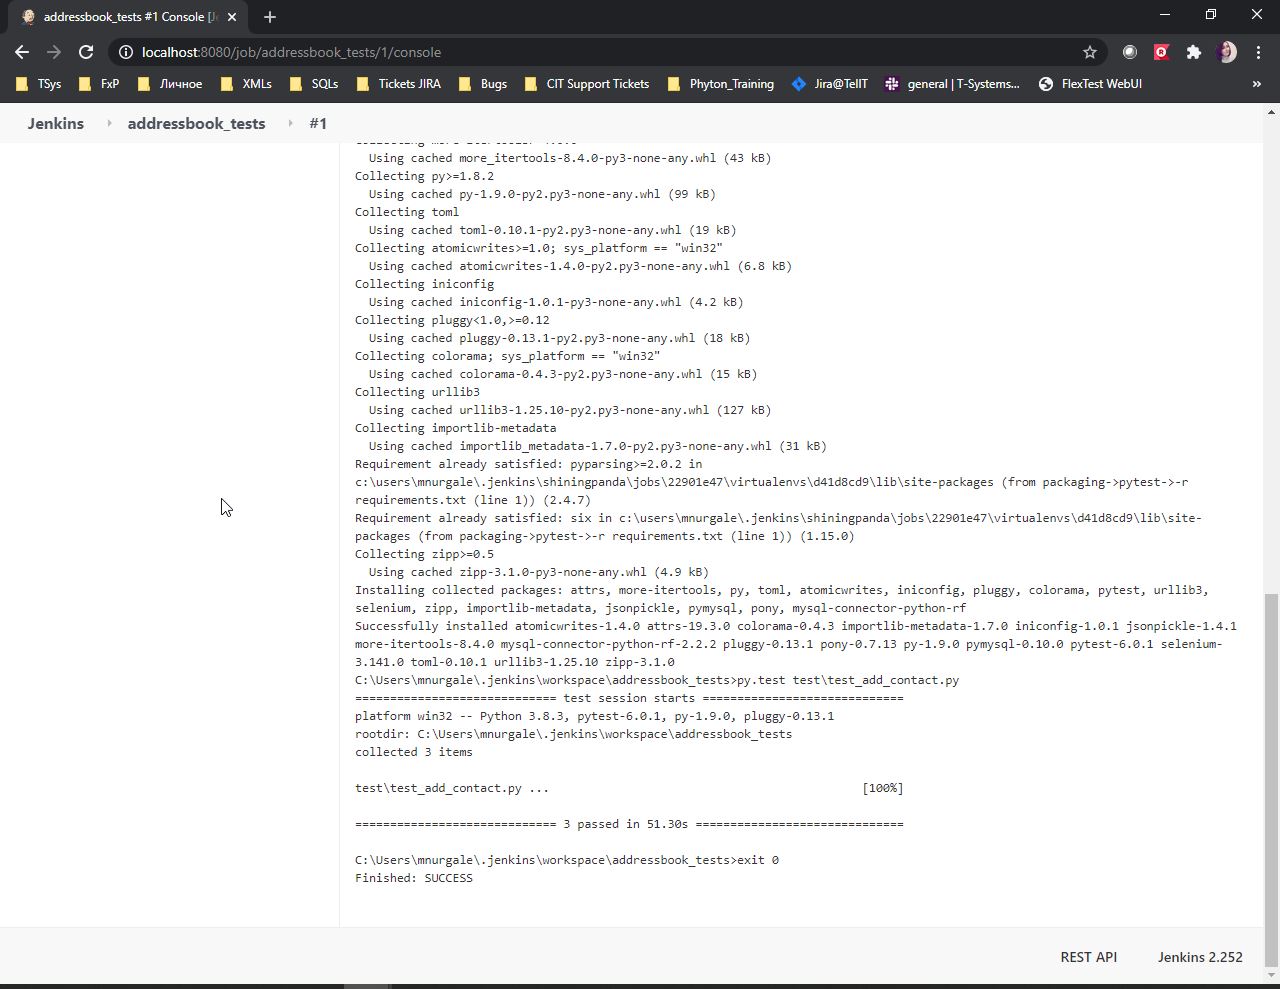 addressbook_tests #1 Console [Je
localhost:8080/job/addressbook_tests/1/console
TSys FxP Личное XMLs SQLs Tickets JIRA Bugs CIT Support Tickets Phyton_Training Jira@TelIT general | T-Systems... FlexTest WebUI »
Jenkins addressbook_tests #1
Using cached more_itertools-8.4.0-py3-none-any.whl (43 kB)
Collecting py>=1.8.2
Using cached py-1.9.0-py2.py3-none-any.whl (99 kB)
Collecting toml
Using cached toml-0.10.1-py2.py3-none-any.whl (19 kB)
Collecting atomicwrites>=1.0; sys_platform == "win32"
Using cached atomicwrites-1.4.0-py2.py3-none-any.whl (6.8 kB)
Collecting iniconfig
Using cached iniconfig-1.0.1-py3-none-any.whl (4.2 kB)
Collecting pluggy<1.0,>=0.12
Using cached pluggy-0.13.1-py2.py3-none-any.whl (18 kB)
Collecting colorama; sys_platform == "win32"
Using cached colorama-0.4.3-py2.py3-none-any.whl (15 kB)
Collecting urllib3
Using cached urllib3-1.25.10-py2.py3-none-any.whl (127 kB)
Collecting importlib-metadata
Using cached importlib_metadata-1.7.0-py2.py3-none-any.whl (31 kB)
Requirement already satisfied: pyparsing>=2.0.2 in
c:\users\mnurgale\.jenkins\shiningpanda\jobs\22901e47\virtualenvs\d41d8cd9\lib\site-packages (from packaging->pytest->-r
requirements.txt (line 1)) (2.4.7)
Requirement already satisfied: six in c:\users\mnurgale\.jenkins\shiningpanda\jobs\22901e47\virtualenvs\d41d8cd9\lib\site-
packages (from packaging->pytest->-r requirements.txt (line 1)) (1.15.0)
Collecting zipp>=0.5
Using cached zipp-3.1.0-py3-none-any.whl (4.9 kB)
Installing collected packages: attrs, more-itertools, py, toml, atomicwrites, iniconfig, pluggy, colorama, pytest, urllib3,
selenium, zipp, importlib-metadata, jsonpickle, pymysql, pony, mysql-connector-python-rf
Successfully installed atomicwrites-1.4.0 attrs-19.3.0 colorama-0.4.3 importlib-metadata-1.7.0 iniconfig-1.0.1 jsonpickle-1.4.1
more-itertools-8.4.0 mysql-connector-python-rf-2.2.2 pluggy-0.13.1 pony-0.7.13 py-1.9.0 pymysql-0.10.0 pytest-6.0.1 selenium-
3.141.0 toml-0.10.1 urllib3-1.25.10 zipp-3.1.0
C:\Users\mnurgale\.jenkins\workspace\addressbook_tests>py.test test\test_add_contact.py
============================= test session starts =============================
platform win32 -- Python 3.8.3, pytest-6.0.1, py-1.9.0, pluggy-0.13.1
rootdir: C:\Users\mnurgale\.jenkins\workspace\addressbook_tests
collected 3 items
test\test_add_contact.py ... [100%]
============================= 3 passed in 51.30s ==============================
C:\Users\mnurgale\.jenkins\workspace\addressbook_tests>exit 0
Finished: SUCCESS
REST API Jenkins 2.252